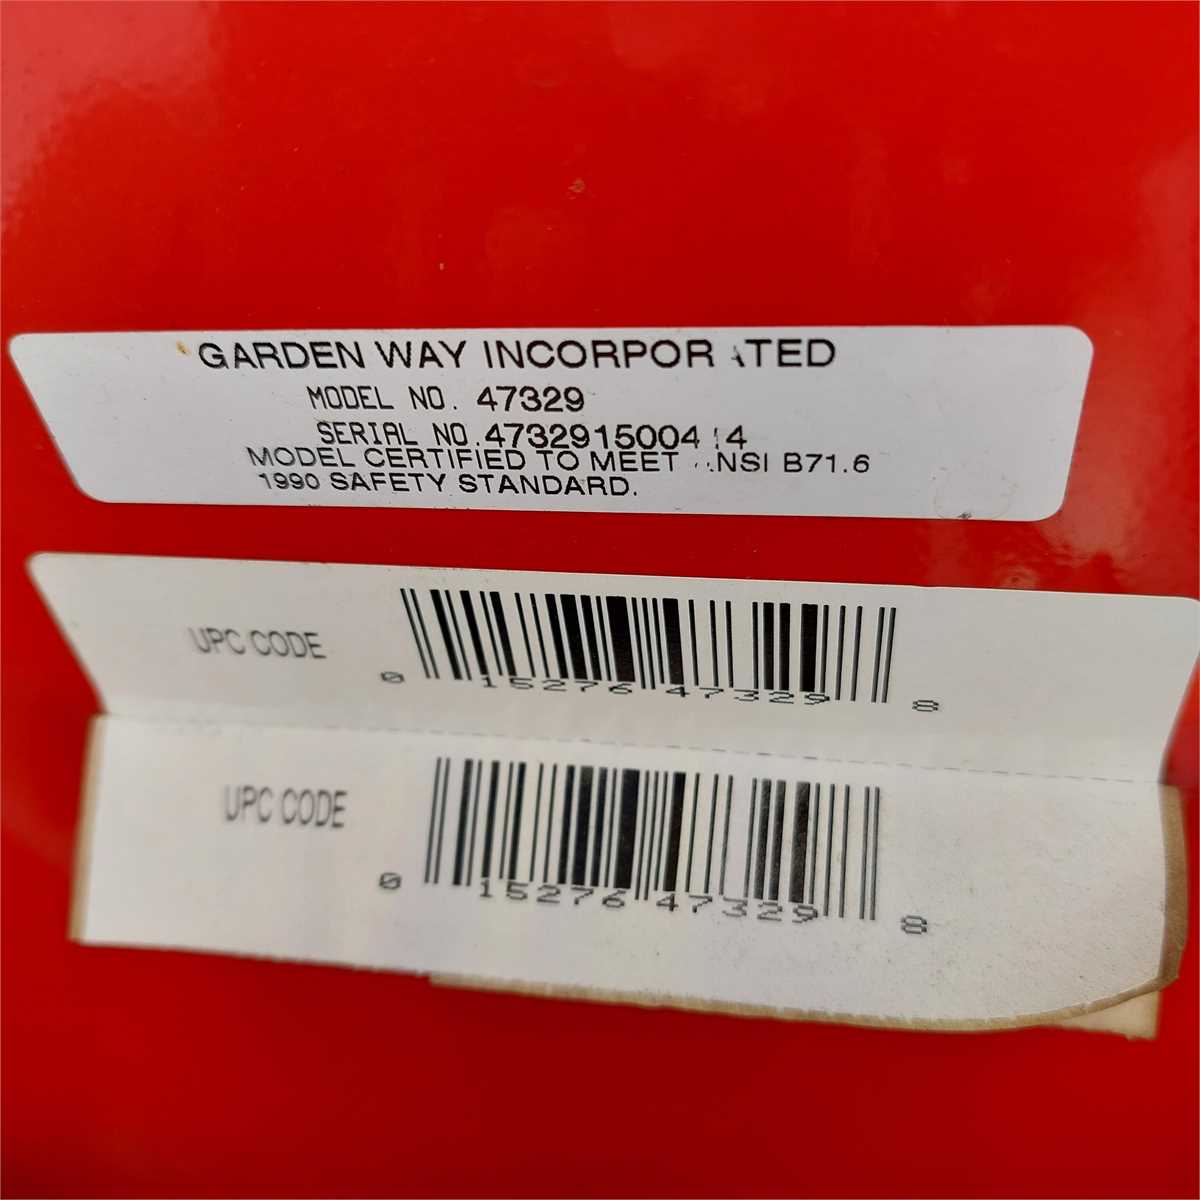 GARDEN WAY INCORPORATED
MODEL NO. 47329
SERIAL NO.
MODEL CERTIFIED TO MEET ANSI B71.6
1990 SAFETY STANDARD.
UPC CODE
0 15276 47329 8
UPC CODE
0 15276 47329 8